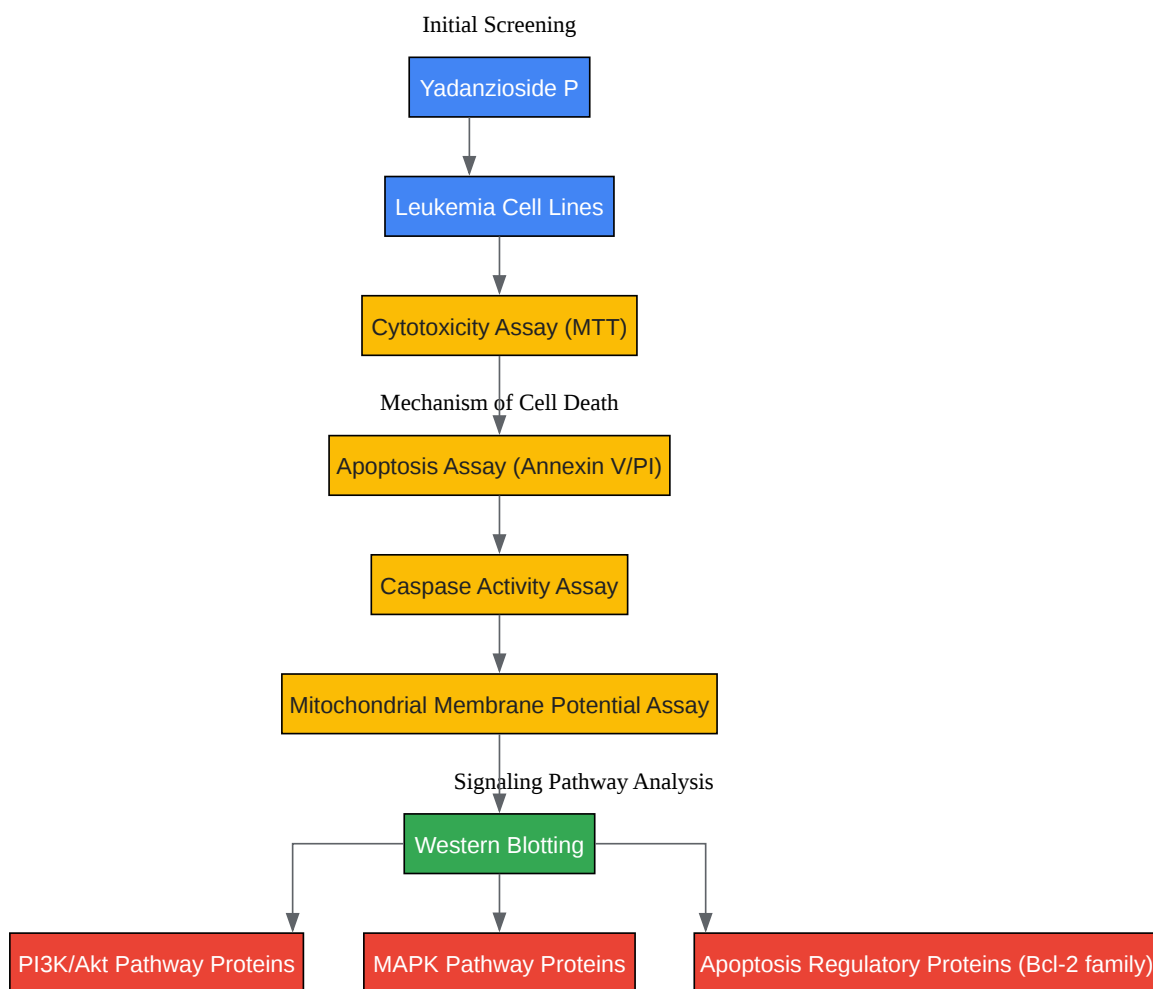 Initial Screening
Yadanzioside P
Leukemia Cell Lines
Cytotoxicity Assay (MTT)
Mechanism of Cell Death
Apoptosis Assay (Annexin V/PI)
Caspase Activity Assay
Mitochondrial Membrane Potential Assay
Signaling Pathway Analysis
Western Blotting
PI3K/Akt Pathway Proteins
MAPK Pathway Proteins
Apoptosis Regulatory Proteins (Bcl-2 family)